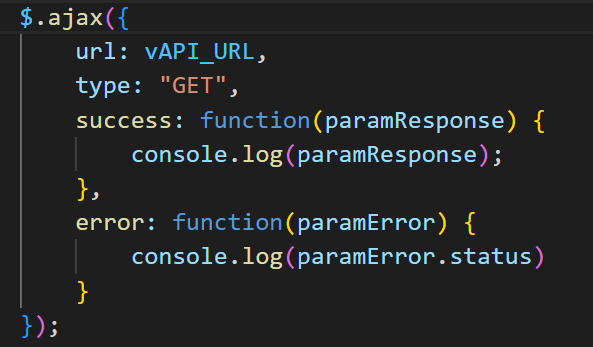 $.ajax({
    url: vAPI_URL,
    type: "GET",
    success: function(paramResponse) {
        console.log(paramResponse);
    },
    error: function(paramError) {
        console.log(paramError.status)
    }
});